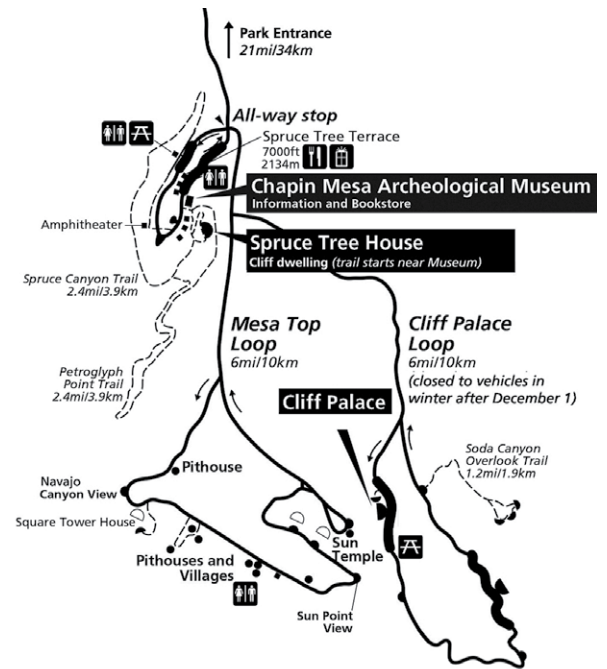 Park Entrance
21mi/34km
All-way stop
Spruce Tree Terrace
7000ft
2134m
Chapin Mesa Archeological Museum
Information and Bookstore
Amphitheater
Spruce Tree House
Cliff dwelling (trail starts near Museum)
Spruce Canyon Trail
2.4mi/3.9km
Mesa Top
Loop
6mi/10km
Cliff Palace
Loop
6mi/10km
(closed to vehicles in
winter after December 1)
Petroglyph
Point Trail
2.4mi/3.9km
Cliff Palace
Soda Canyon
Overlook Trail
1.2mi/1.9km
Pithouse
Navajo
Canyon View
Square Tower House
Sun
Temple
Pithouses and
Villages
Sun Point
View